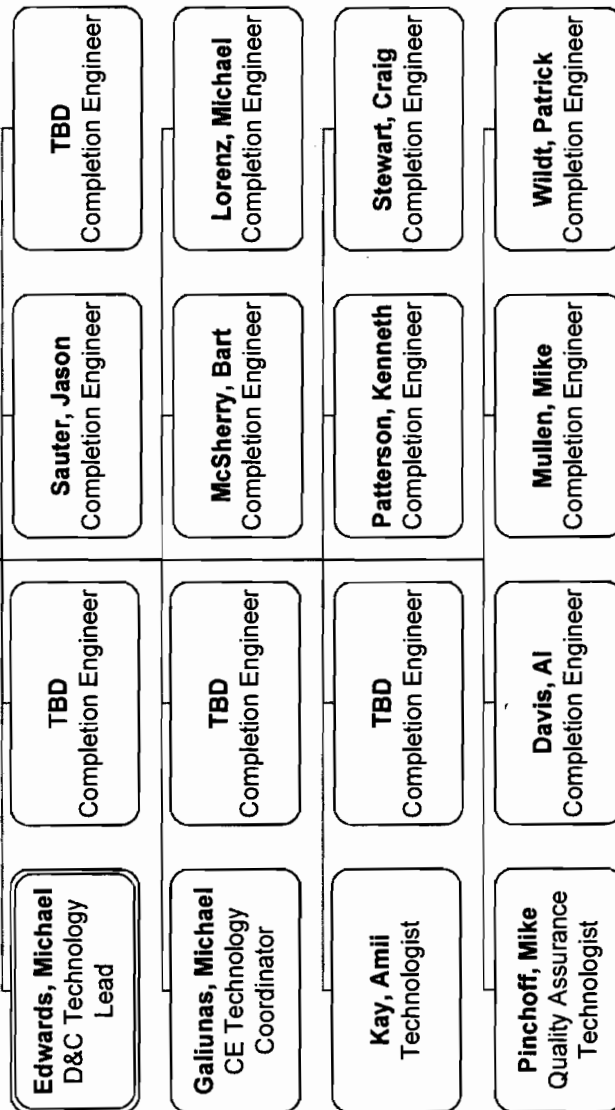 Edwards, Michael
D&C Technology
Lead
TBD
Completion Engineer
Sauter, Jason
Completion Engineer
TBD
Completion Engineer
Galiunas, Michael
CE Technology
Coordinator
TBD
Completion Engineer
McSherry, Bart
Completion Engineer
Lorenz, Michael
Completion Engineer
Kay, Amii
Technologist
TBD
Completion Engineer
Patterson, Kenneth
Completion Engineer
Stewart, Craig
Completion Engineer
Pinchoff, Mike
Quality Assurance
Technologist
Davis, Al
Completion Engineer
Mullen, Mike
Completion Engineer
Wildt, Patrick
Completion Engineer